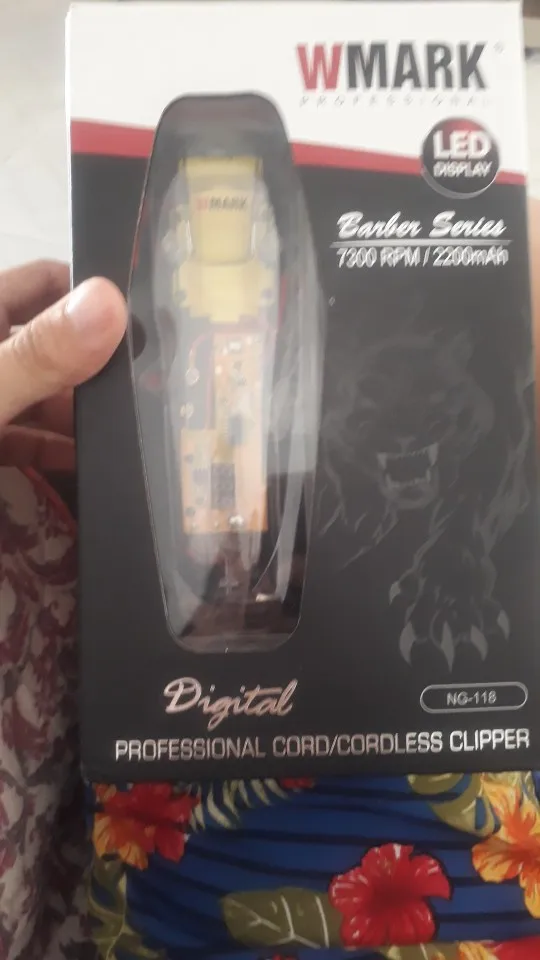 WMARK
PROFESSIONAL
LED
DISPLAY
Barber Series
7300 RPM / 2200mAh
WMARK
Digital
NG-118
PROFESSIONAL CORD/CORDLESS CLIPPER